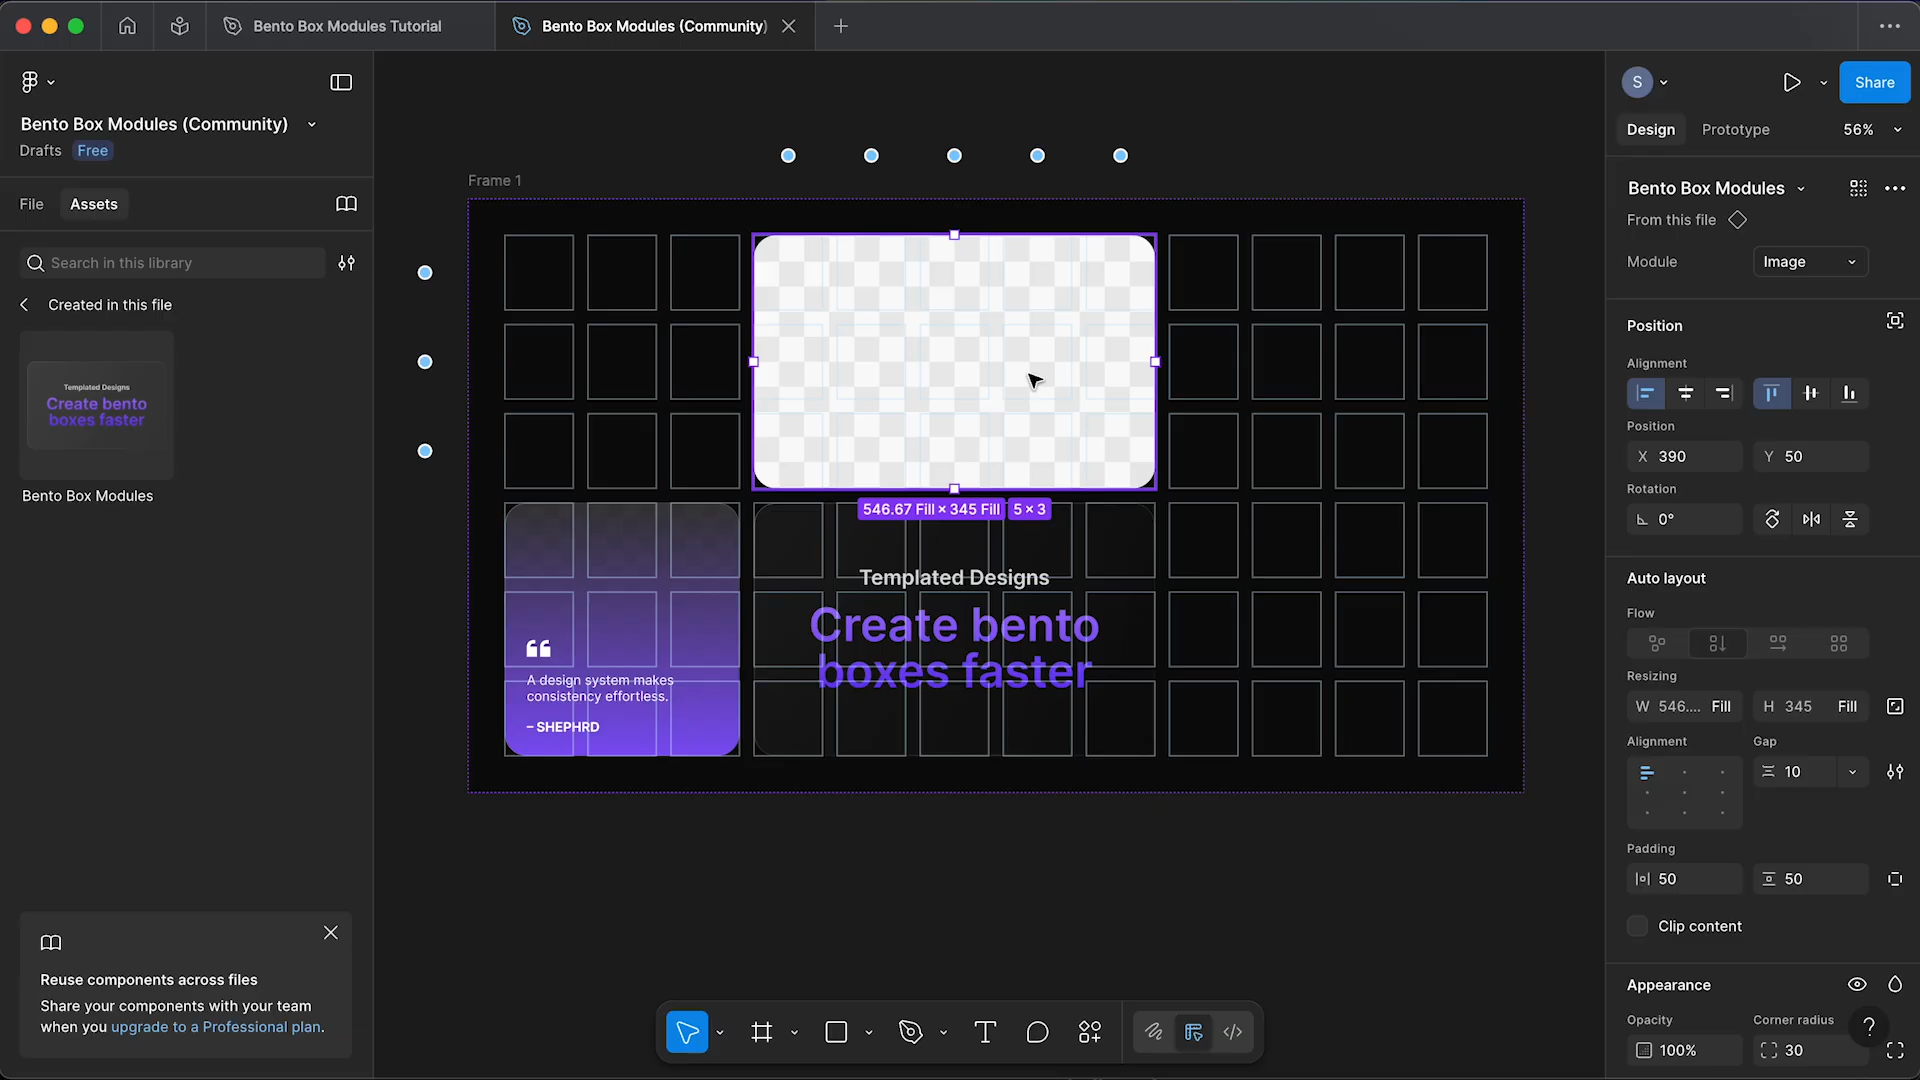 Bento Box Modules Tutorial
Bento Box Modules (Community)
Bento Box Modules (Community)
Drafts Free
File Assets
Search in this library
Created in this file
Templated Designs
Create bento
boxes faster
Bento Box Modules
Reuse components across files
Share your components with your team
when you upgrade to a Professional plan.
Frame 1
546.67 Fill × 345 Fill 5 × 3
Templated Designs
Create bento
boxes faster
A design system makes
consistency effortless.
– SHEPHRD
S
Share
Design Prototype 56%
Bento Box Modules
From this file
Module Image
Position
Alignment
Position
X 390 Y 50
Rotation
0°
Auto layout
Flow
Resizing
W 546.... Fill H 345 Fill
Alignment Gap
10
Padding
50 50
Clip content
Appearance
Opacity Corner radius
100% 30
?